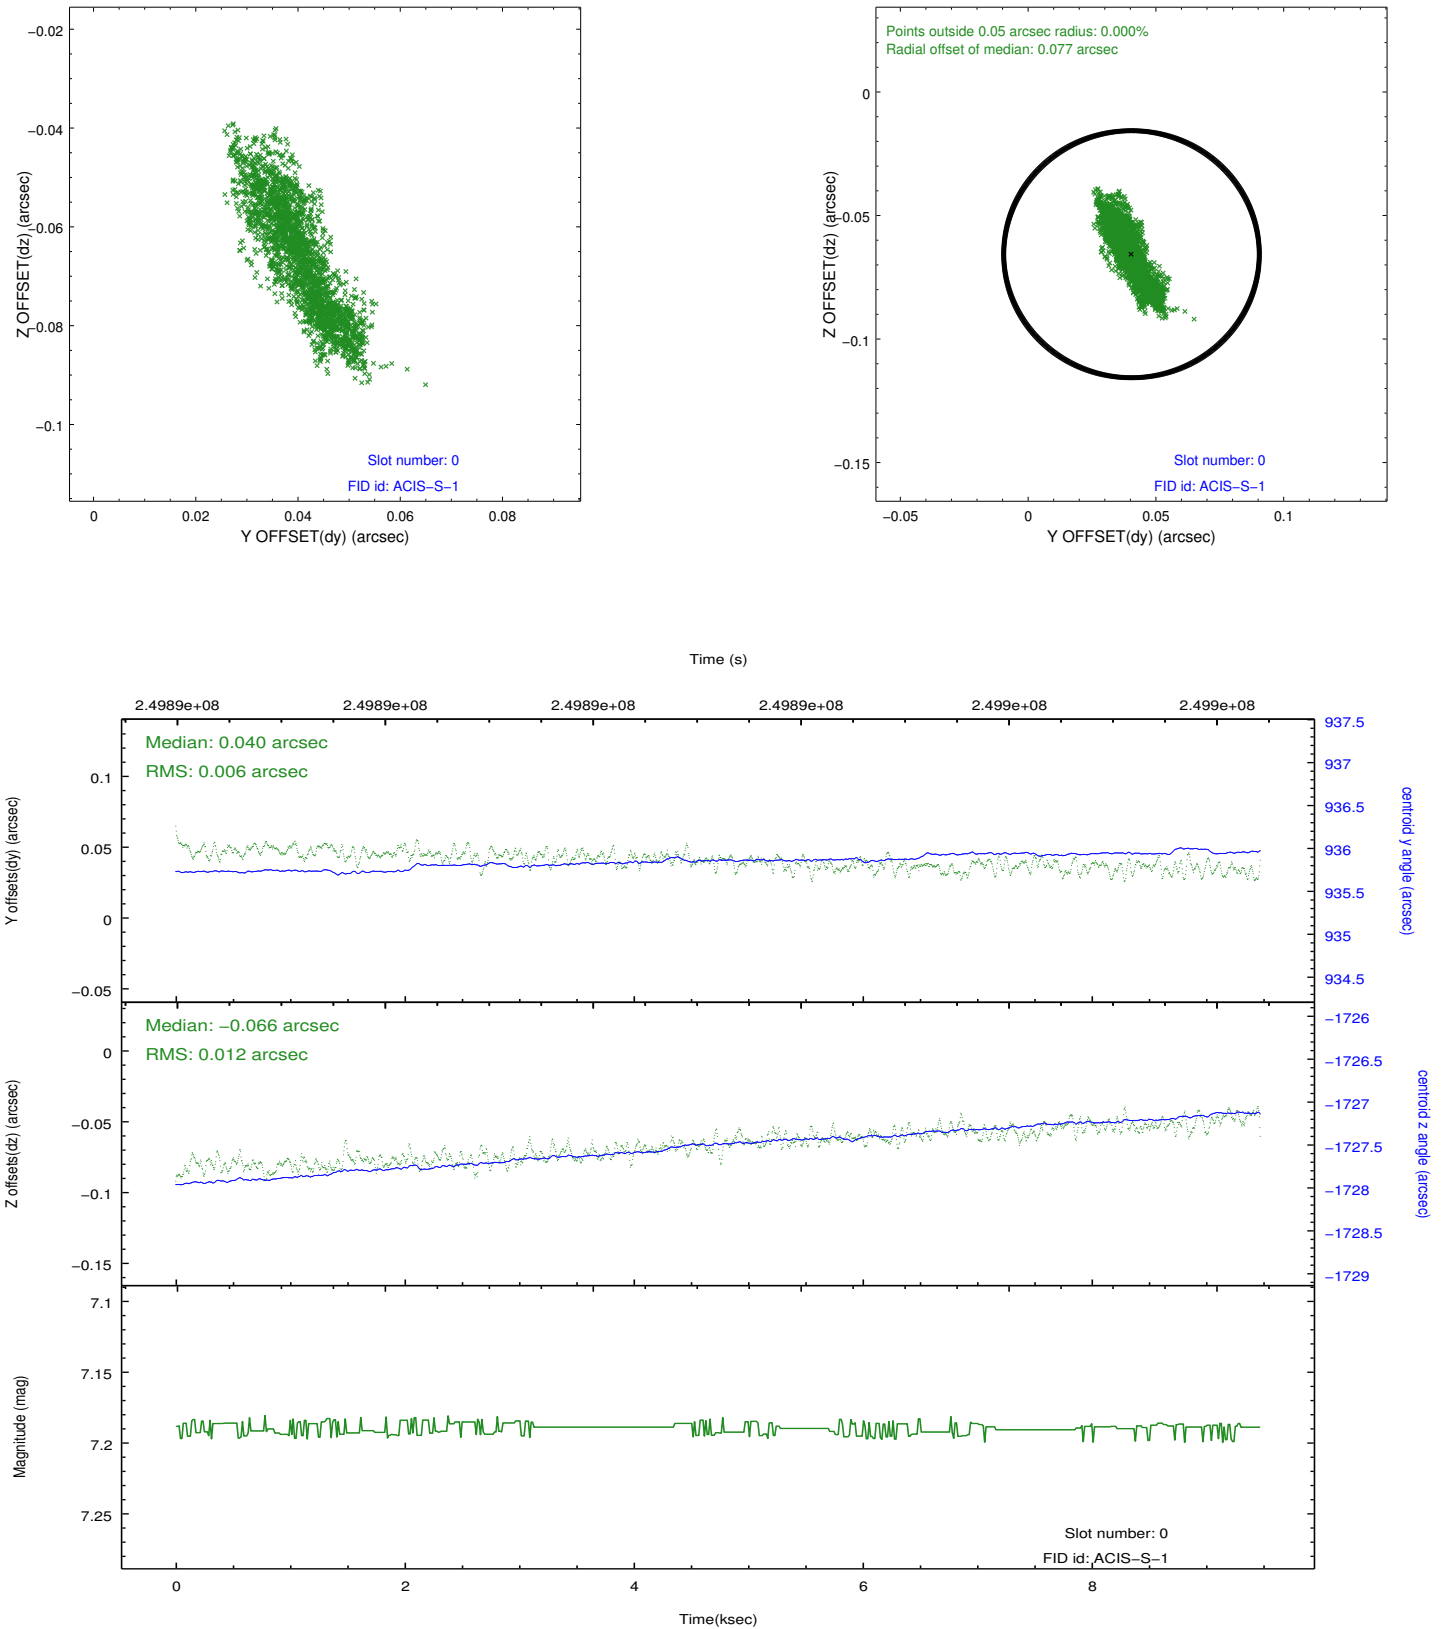 −0.02
−0.04
−0.06
−0.08
−0.1
Z OFFSET(dz) (arcsec)
Slot number: 0
FID id: ACIS−S−1
0 0.02 0.04 0.06 0.08
Y OFFSET(dy) (arcsec)
Points outside 0.05 arcsec radius: 0.000%
Radial offset of median: 0.077 arcsec
0
−0.05
−0.1
−0.15
Z OFFSET(dz) (arcsec)
Slot number: 0
FID id: ACIS−S−1
−0.05 0 0.05 0.1
Y OFFSET(dy) (arcsec)
Time (s)
2.4989e+08 2.4989e+08 2.4989e+08 2.4989e+08 2.499e+08 2.499e+08
Median: 0.040 arcsec
RMS: 0.006 arcsec
0.1
0.05
0
−0.05
Y offsets(dy) (arcsec)
937.5
937
936.5
936
935.5
935
934.5
centroid y angle (arcsec)
Median: −0.066 arcsec
RMS: 0.012 arcsec
0
−0.05
−0.1
−0.15
Z offsets(dz) (arcsec)
−1726
−1726.5
−1727
−1727.5
−1728
−1728.5
−1729
centroid z angle (arcsec)
7.1
7.15
7.2
7.25
Magnitude (mag)
Slot number: 0
FID id: ACIS−S−1
0 2 4 6 8
Time(ksec)